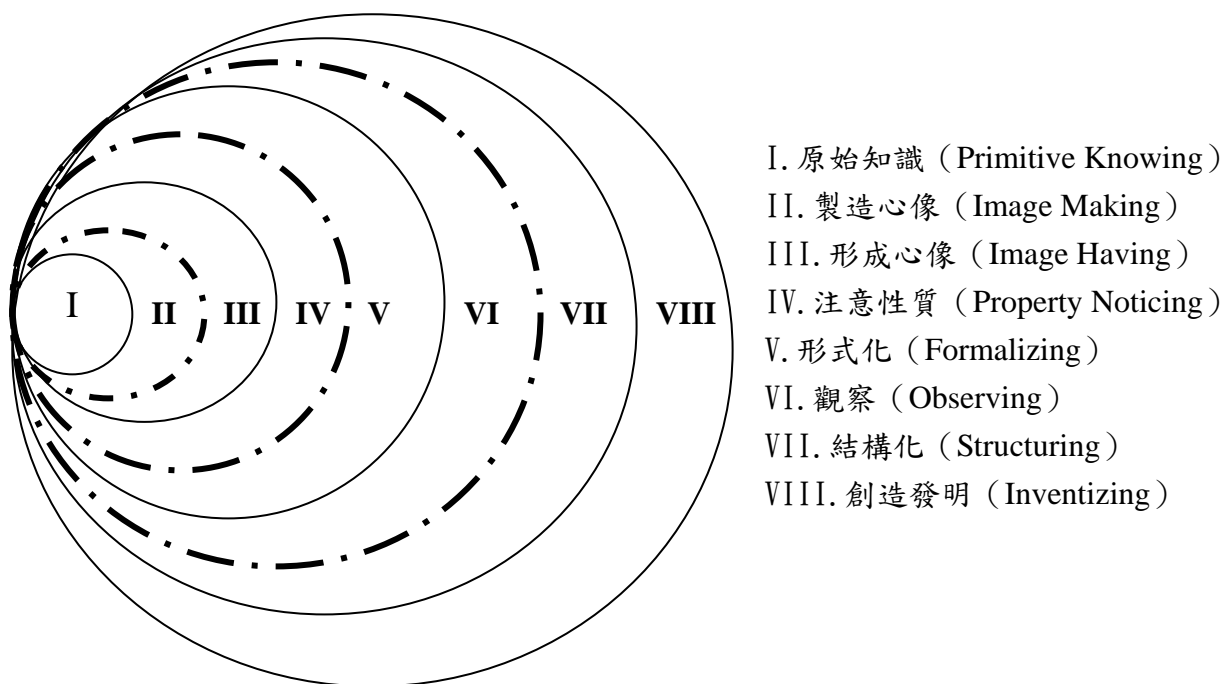 I II III IV V VI VII VIII
I. 原始知識（Primitive Knowing）
II. 製造心像（Image Making）
III. 形成心像（Image Having）
IV. 注意性質（Property Noticing）
V. 形式化（Formalizing）
VI. 觀察（Observing）
VII. 結構化（Structuring）
VIII. 創造發明（Inventizing）